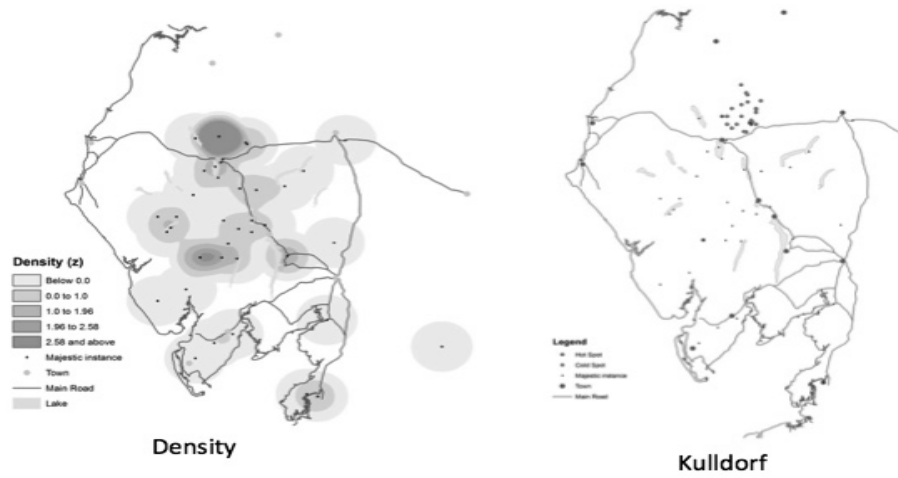 Density (z)
Below 0.0
0.0 to 1.0
1.0 to 1.96
1.96 to 2.58
2.58 and above
Majestic instance
Town
Main Road
Lake
Density
Legend
Hot Spot
Cold Spot
Majestic instance
Town
Main Road
Kulldorf